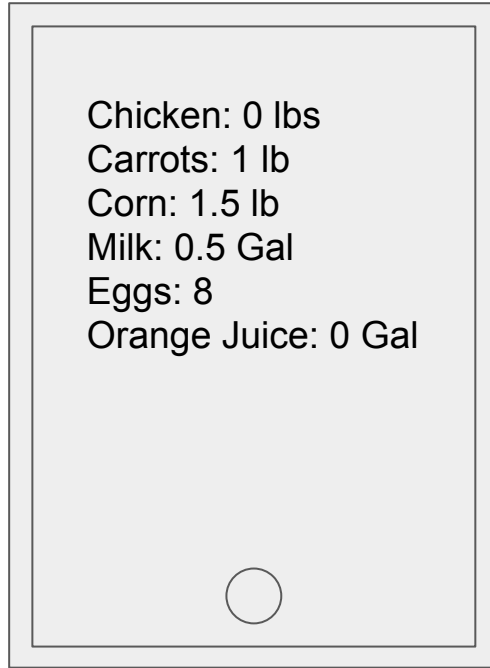 Chicken: 0 lbs
Carrots: 1 lb
Corn: 1.5 lb
Milk: 0.5 Gal
Eggs: 8
Orange Juice: 0 Gal